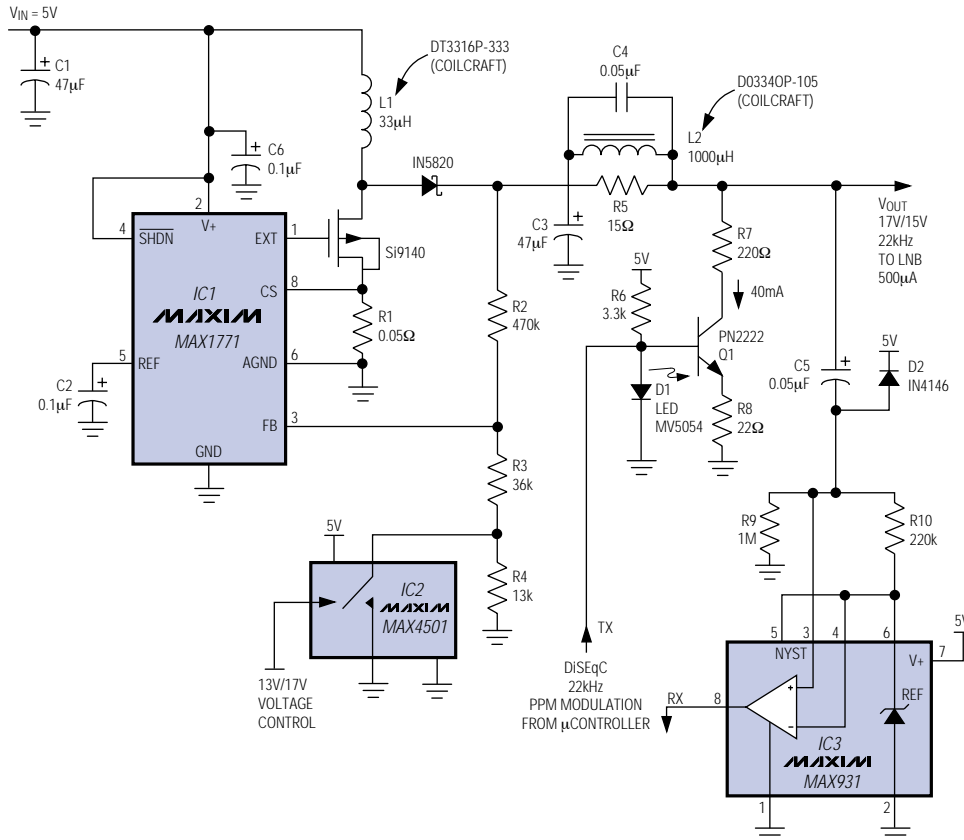 VIN = 5V
C1
47μF
DT3316P-333
(COILCRAFT)
L1
33μH
C4
0.05μF
D0334OP-105
(COILCRAFT)
L2
1000μH
C6
0.1μF
IN5820
R5
15Ω
VOUT
17V/15V
22kHz
TO LNB
500μA
2
V+
4
SHDN
EXT
1
Si9140
C3
47μF
R7
220Ω
5V
40mA
CS
8
IC1
MAXIM
MAX1771
R1
0.05Ω
R2
470k
R6
3.3k
PN2222
Q1
5
REF
AGND
6
C2
0.1μF
D1
LED
MV5054
R8
22Ω
C5
0.05μF
5V
D2
IN4146
FB
3
GND
R3
36k
R9
1M
R10
220k
5V
IC2
MAXIM
MAX4501
R4
13k
13V/17V
VOLTAGE
CONTROL
TX
DiSEqC
22kHz
PPM MODULATION
FROM μCONTROLLER
RX
8
5
3
4
6
NYST
V+
7
5V
+
−
REF
IC3
MAXIM
MAX931
1
2